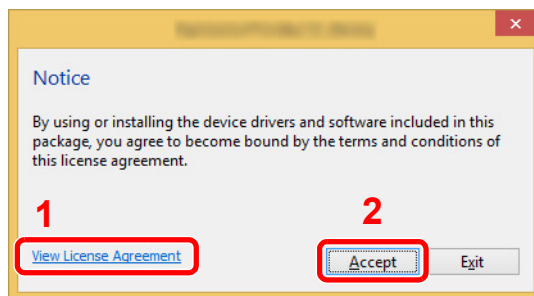 Notice
By using or installing the device drivers and software included in this
package, you agree to become bound by the terms and conditions of
this license agreement.
1
2
View License Agreement
Accept
Exit